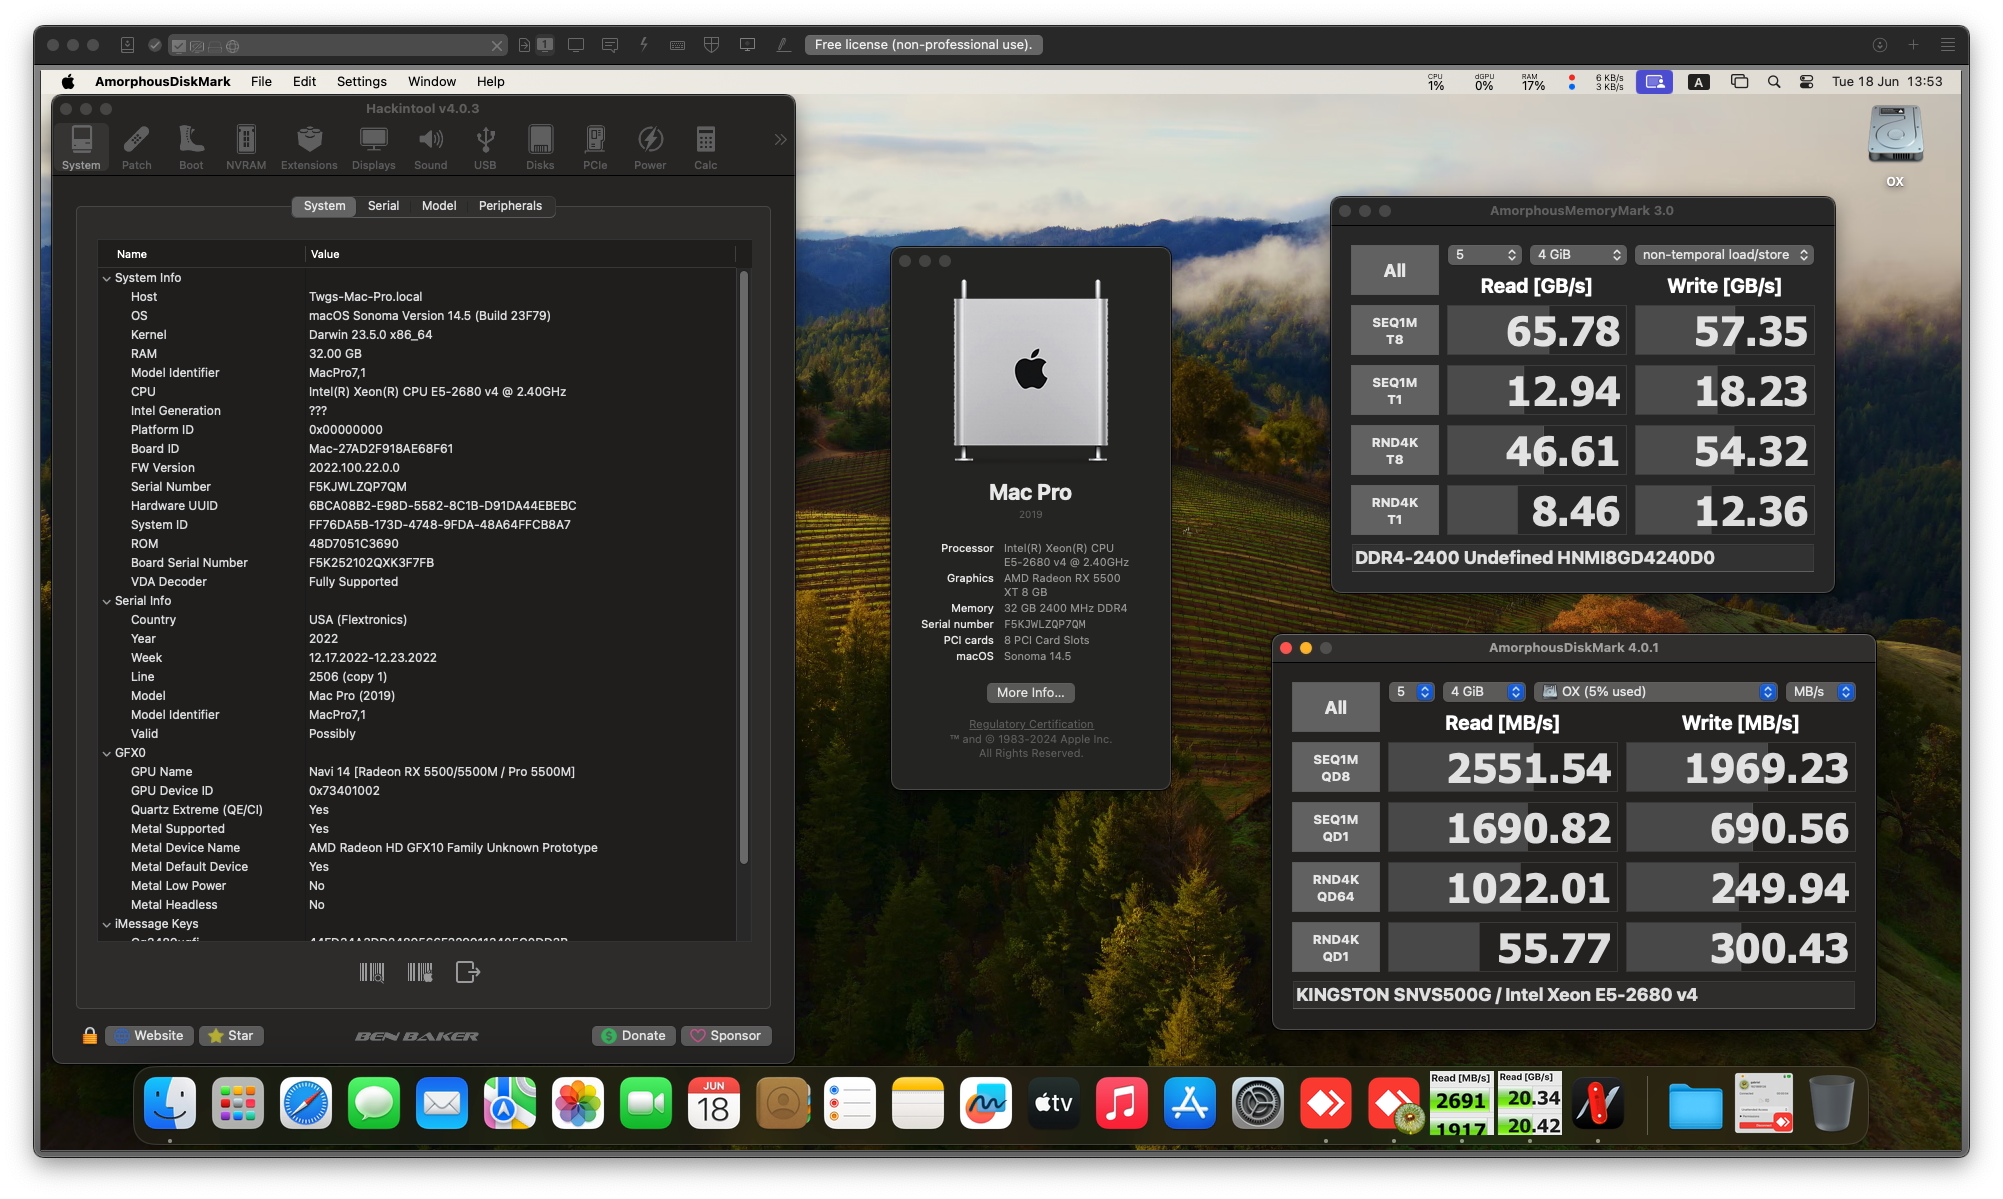 1
Free license (non-professional use).
AmorphousDiskMark File Edit Settings Window Help
CPU 1% dGPU 0% RAM 17% 6 KB/s 3 KB/s A Tue 18 Jun 13:53
Hackintool v4.0.3
System Patch Boot NVRAM Extensions Displays Sound USB Disks PCIe Power Calc
System Serial Model Peripherals
Name Value
System Info
Host Twgs-Mac-Pro.local
OS macOS Sonoma Version 14.5 (Build 23F79)
Kernel Darwin 23.5.0 x86_64
RAM 32.00 GB
Model Identifier MacPro7,1
CPU Intel(R) Xeon(R) CPU E5-2680 v4 @ 2.40GHz
Intel Generation ???
Platform ID 0x00000000
Board ID Mac-27AD2F918AE68F61
FW Version 2022.100.22.0.0
Serial Number F5KJWLZQP7QM
Hardware UUID 6BCA08B2-E98D-5582-8C1B-D91DA44EBEBC
System ID FF76DA5B-173D-4748-9FDA-48A64FFCB8A7
ROM 48D7051C3690
Board Serial Number F5K252102QXK3F7FB
VDA Decoder Fully Supported
Serial Info
Country USA (Flextronics)
Year 2022
Week 12.17.2022-12.23.2022
Line 2506 (copy 1)
Model Mac Pro (2019)
Model Identifier MacPro7,1
Valid Possibly
GFX0
GPU Name Navi 14 [Radeon RX 5500/5500M / Pro 5500M]
GPU Device ID 0x73401002
Quartz Extreme (QE/CI) Yes
Metal Supported Yes
Metal Device Name AMD Radeon HD GFX10 Family Unknown Prototype
Metal Default Device Yes
Metal Low Power No
Metal Headless No
iMessage Keys
Website Star BEN BAKER Donate Sponsor
Mac Pro
2019
Processor Intel(R) Xeon(R) CPU
E5-2680 v4 @ 2.40GHz
Graphics AMD Radeon RX 5500
XT 8 GB
Memory 32 GB 2400 MHz DDR4
Serial number F5KJWLZQP7QM
PCI cards 8 PCI Card Slots
macOS Sonoma 14.5
More Info...
Regulatory Certification
™ and © 1983-2024 Apple Inc.
All Rights Reserved.
OX
AmorphousMemoryMark 3.0
All 5 4 GiB non-temporal load/store
Read [GB/s] Write [GB/s]
SEQ1M T8 65.78 57.35
SEQ1M T1 12.94 18.23
RND4K T8 46.61 54.32
RND4K T1 8.46 12.36
DDR4-2400 Undefined HNMI8GD4240D0
AmorphousDiskMark 4.0.1
All 5 4 GiB OX (5% used) MB/s
Read [MB/s] Write [MB/s]
SEQ1M QD8 2551.54 1969.23
SEQ1M QD1 1690.82 690.56
RND4K QD64 1022.01 249.94
RND4K QD1 55.77 300.43
KINGSTON SNVS500G / Intel Xeon E5-2680 v4
JUN
18
tv
Read [MB/s]
2691
1917
Read [GB/s]
20.34
20.42